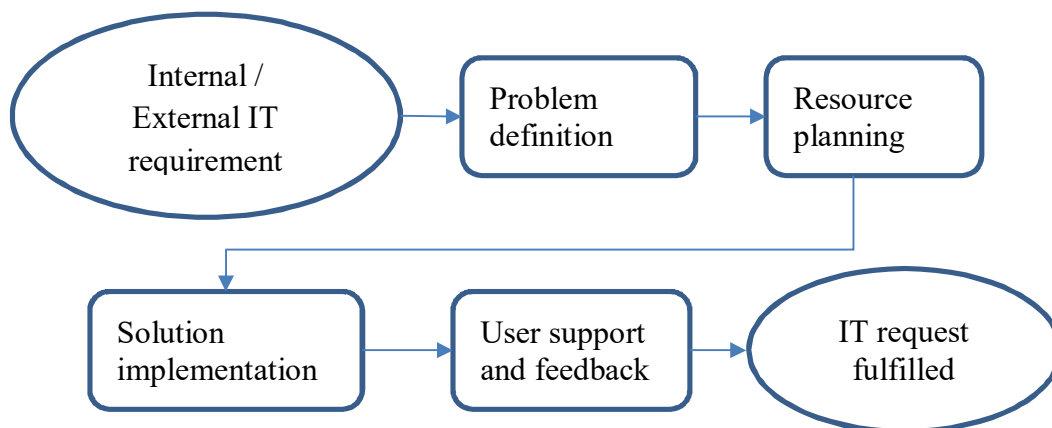 Internal /
External IT
requirement
Problem
definition
Resource
planning
Solution
implementation
User support
and feedback
IT request
fulfilled